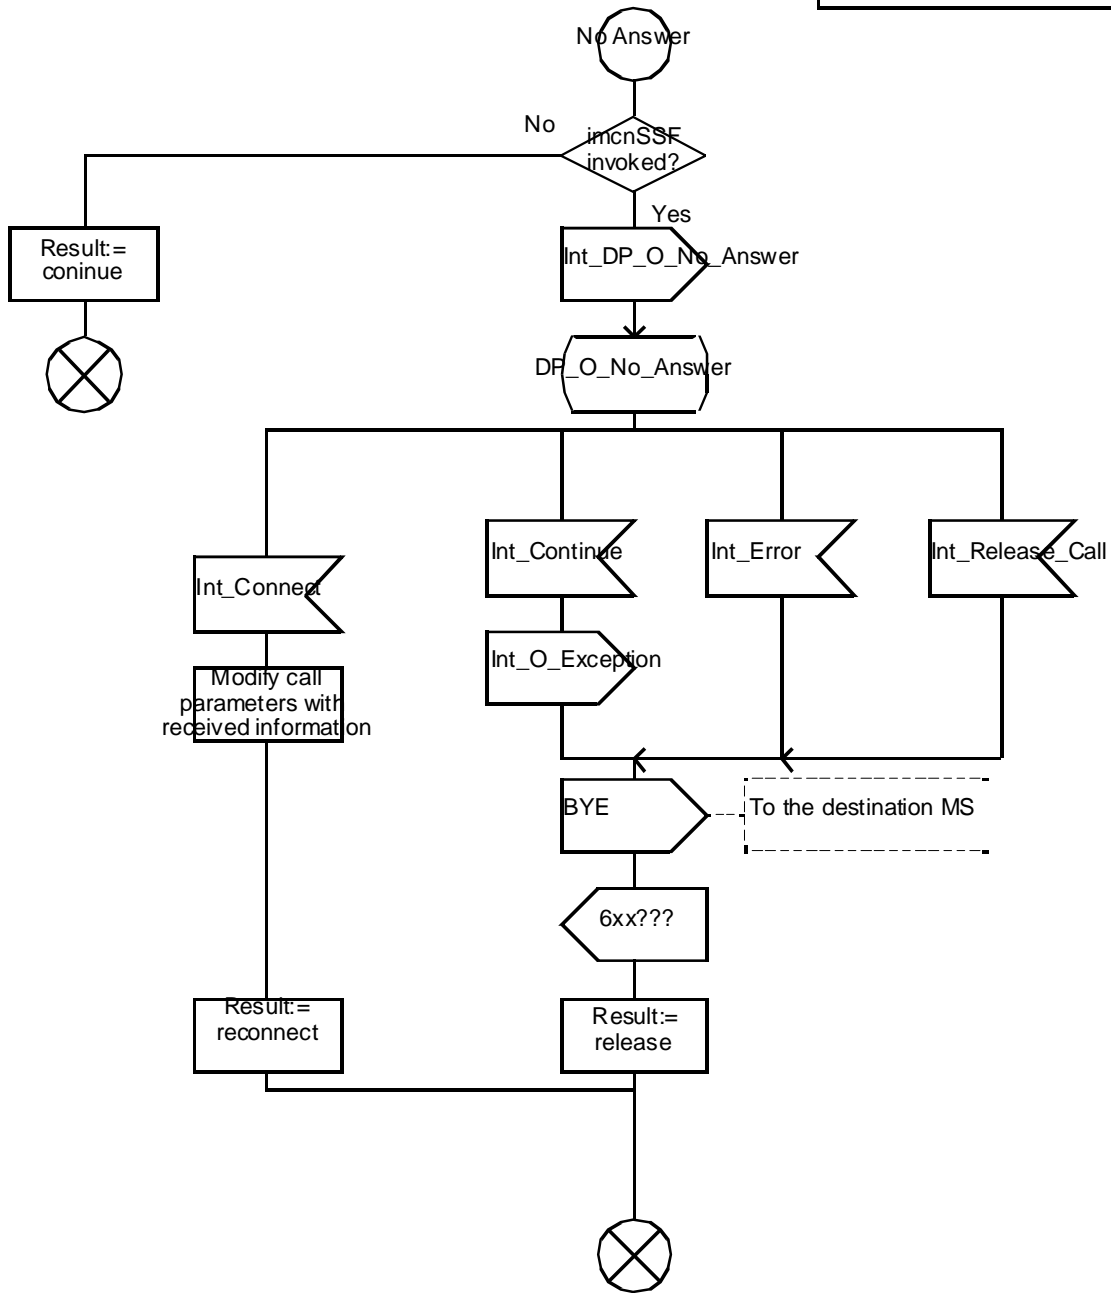 No Answer
No
imcnSSF
invoked?
Yes
Result:=
coninue
Int_DP_O_No_Answer
DP_O_No_Answer
Int_Connect
Int_Continue
Int_Error
Int_Release_Call
Int_O_Exception
Modify call
parameters with
received information
BYE
To the destination MS
6xx???
Result:=
reconnect
Result:=
release